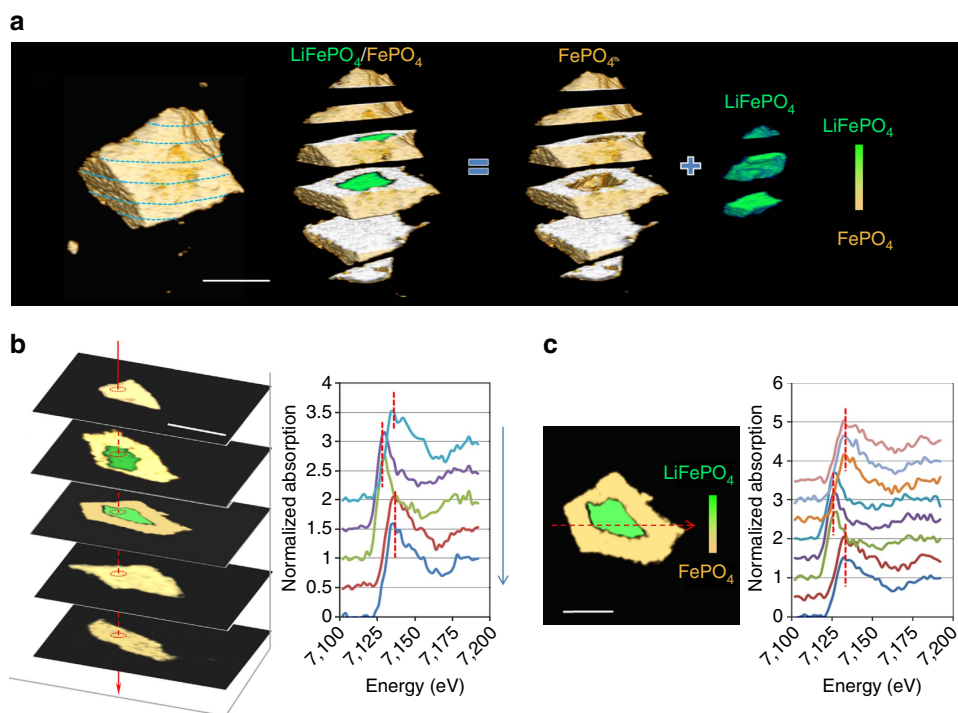 a
LiFePO4/FePO4
FePO4
LiFePO4
LiFePO4
FePO4
b
Normalized absorption
4
3.5
3
2.5
2
1.5
1
0.5
0
7,100
7,125
7,150
7,175
7,200
Energy (eV)
c
LiFePO4
FePO4
Normalized absorption
6
5
4
3
2
1
0
7,100
7,125
7,150
7,175
7,200
Energy (eV)